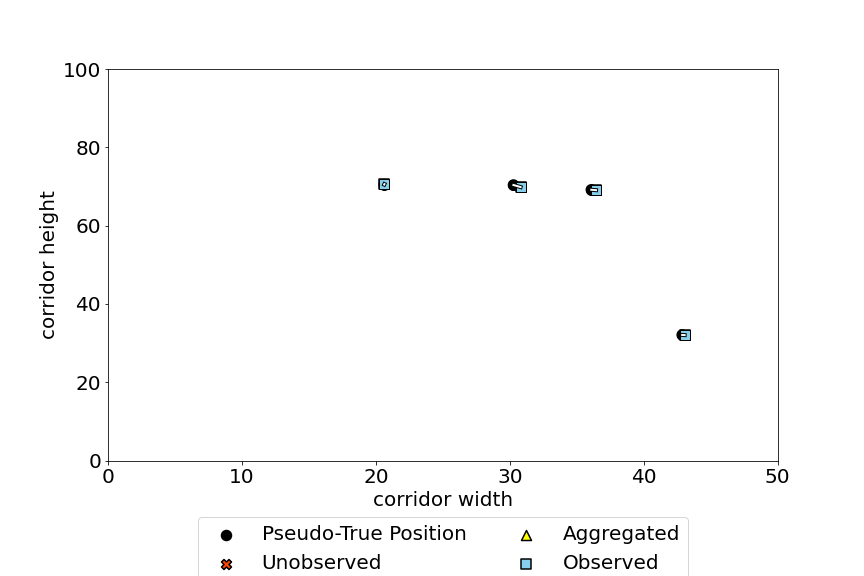 100
80
60
40
20
0
corridor height
0 10 20 30 40 50
corridor width
Pseudo-True Position Aggregated
Unobserved Observed